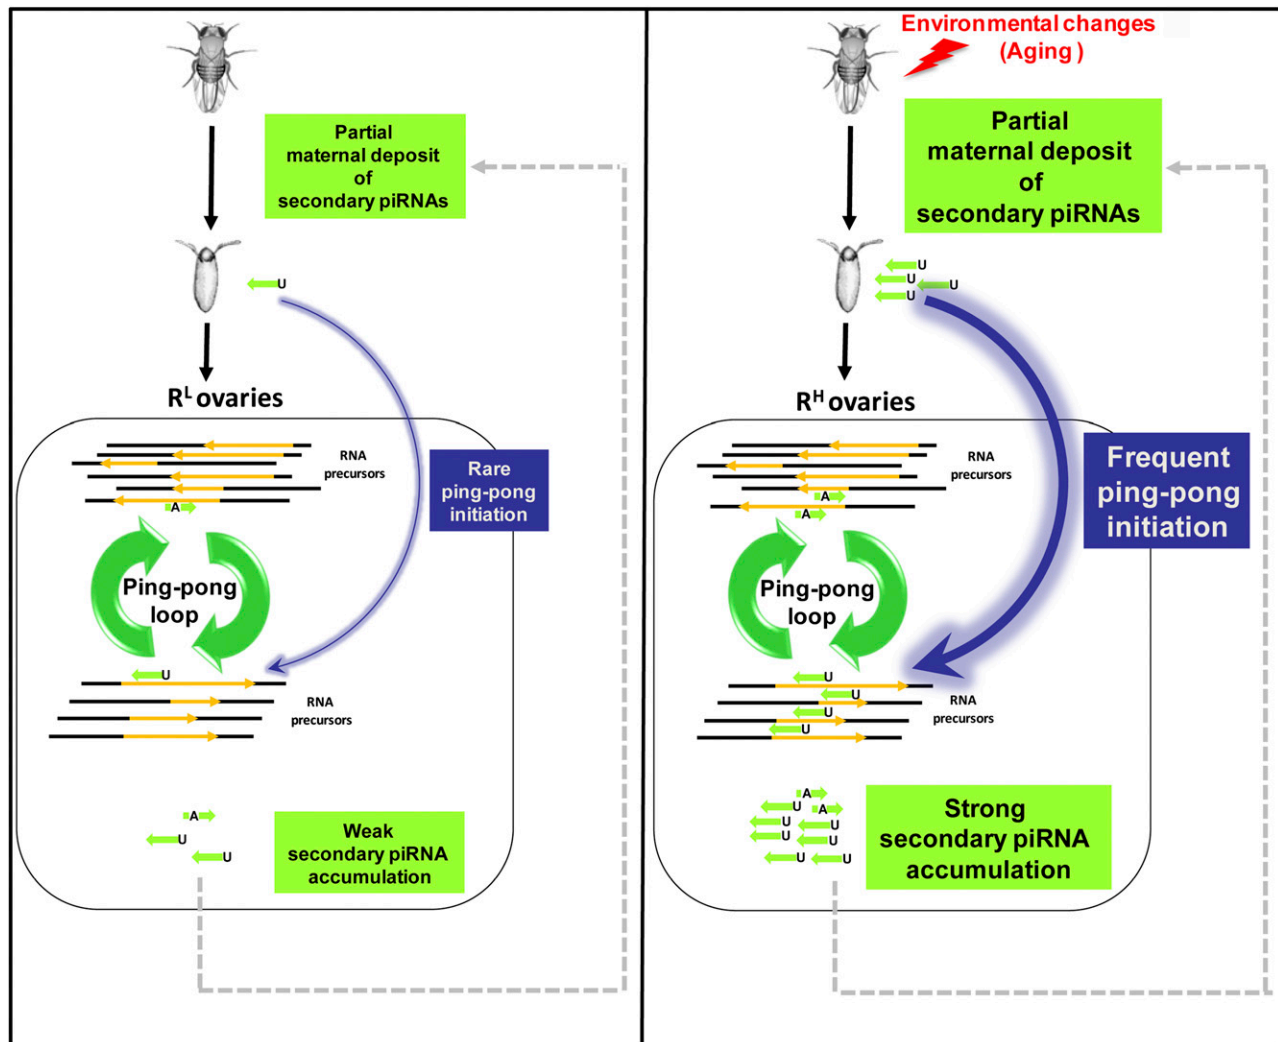 Partial
maternal deposit
of
secondary piRNAs
U
Rᴸ ovaries
RNA
precursors
A
Rare
ping-pong
initiation
Ping-pong
loop
U
RNA
precursors
A
U
U
Weak
secondary piRNA
accumulation
Environmental changes
(Aging )
Partial
maternal deposit
of
secondary piRNAs
U
U
U
U
Rᴴ ovaries
RNA
precursors
A
A
Frequent
ping-pong
initiation
Ping-pong
loop
U
U
U
U
RNA
precursors
A
U A
U U
U U
U U
Strong
secondary piRNA
accumulation